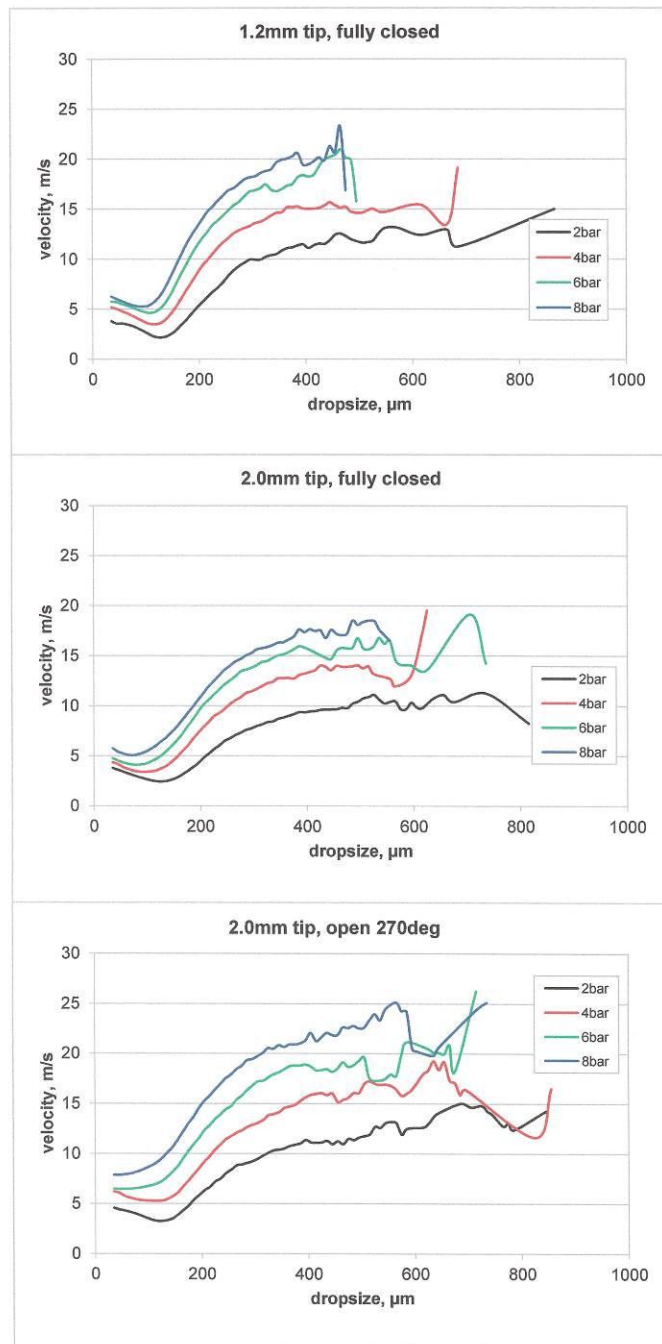 1.2mm tip, fully closed
30
25
20
15
10
5
0
velocity, m/s
0 200 400 600 800 1000
dropsize, µm
2bar
4bar
6bar
8bar
2.0mm tip, fully closed
30
25
20
15
10
5
0
velocity, m/s
0 200 400 600 800 1000
dropsize, µm
2bar
4bar
6bar
8bar
2.0mm tip, open 270deg
30
25
20
15
10
5
0
velocity, m/s
0 200 400 600 800 1000
dropsize, µm
2bar
4bar
6bar
8bar